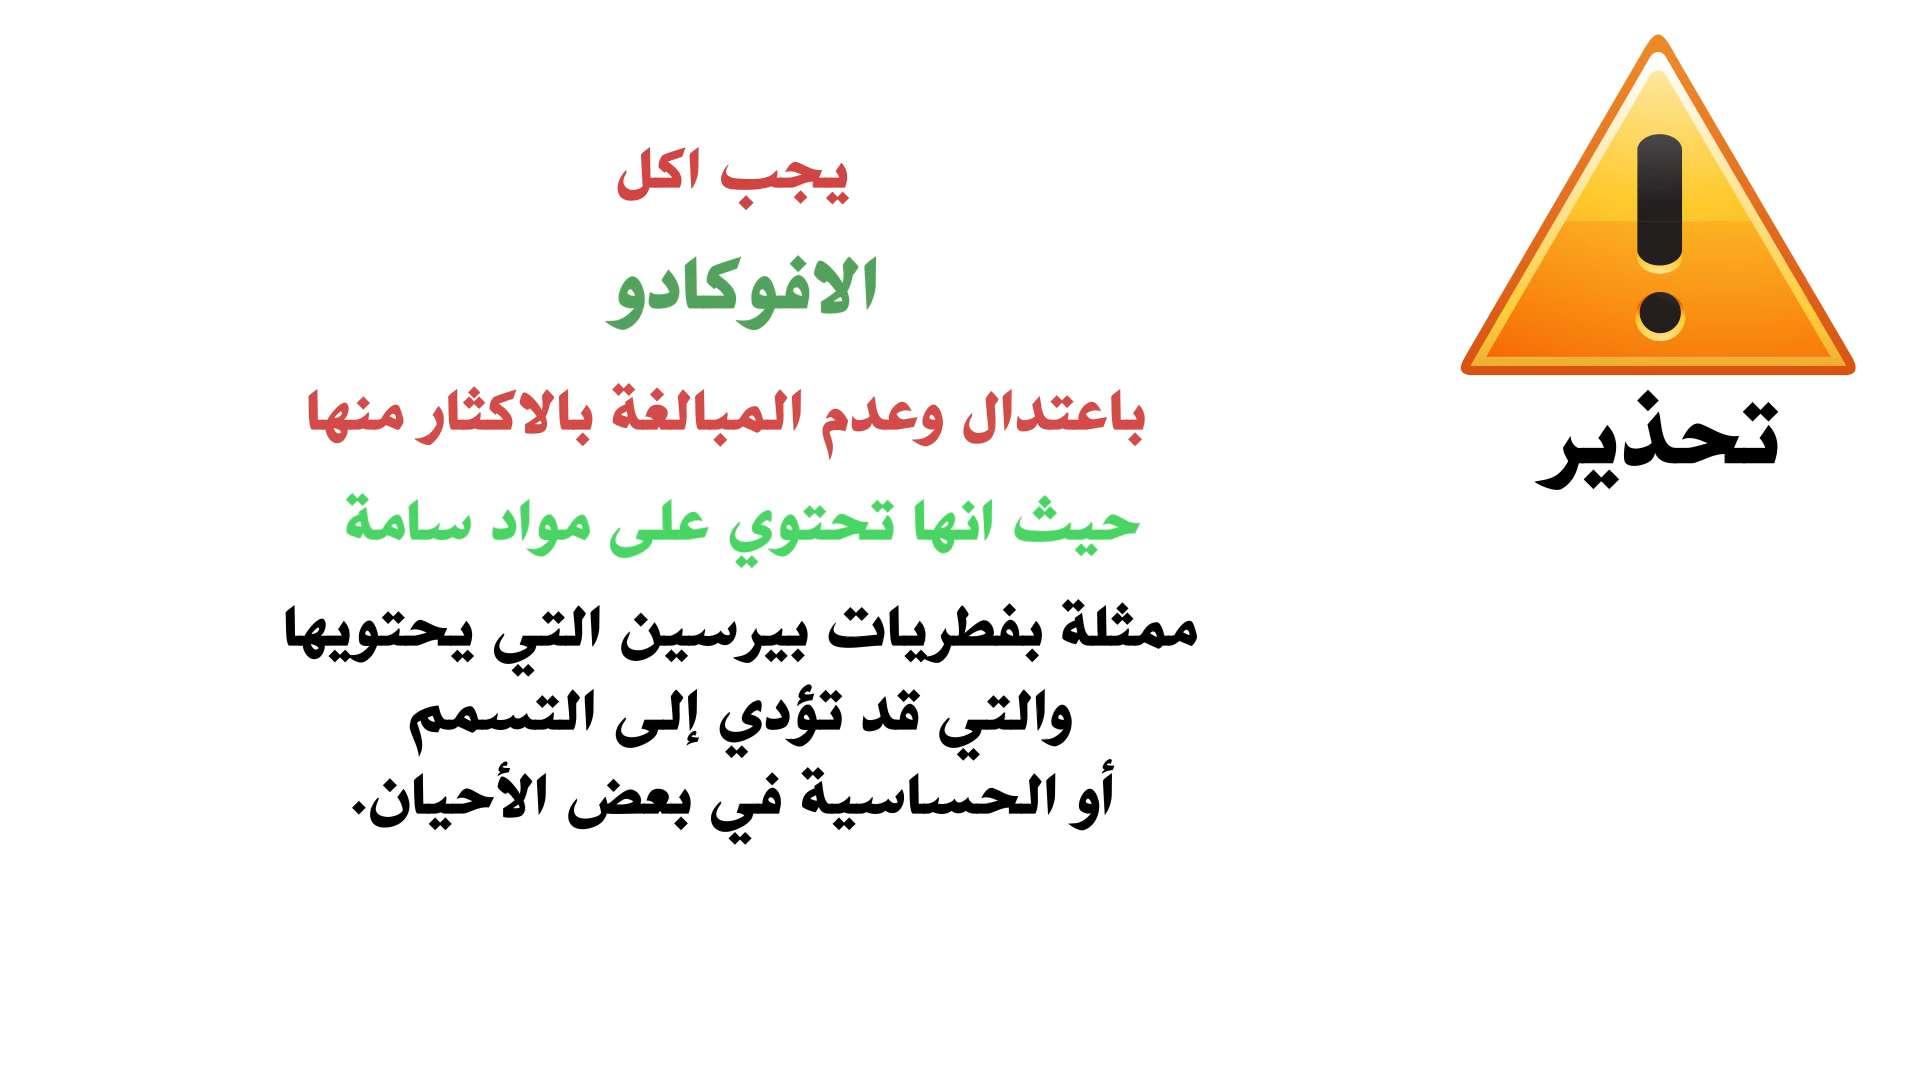 تحذير
يجب اكل
الافوكادو
باعتدال وعدم المبالغة بالاكثار منها
حيث انها تحتوي على مواد سامة
ممثلة بفطريات بيرسين التي يحتويها
والتي قد تؤدي إلى التسمم
أو الحساسية في بعض الأحيان.